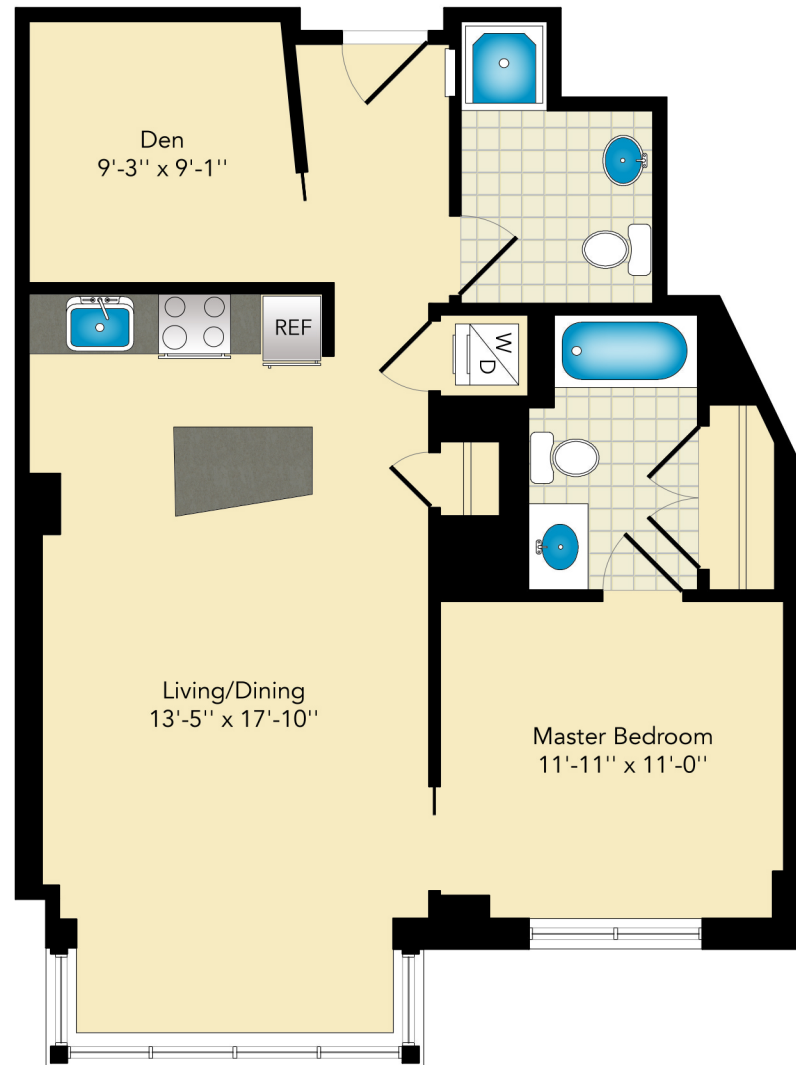 Den
9'-3'' x 9'-1''
REF
W
D
Living/Dining
13'-5'' x 17'-10''
Master Bedroom
11'-11'' x 11'-0''